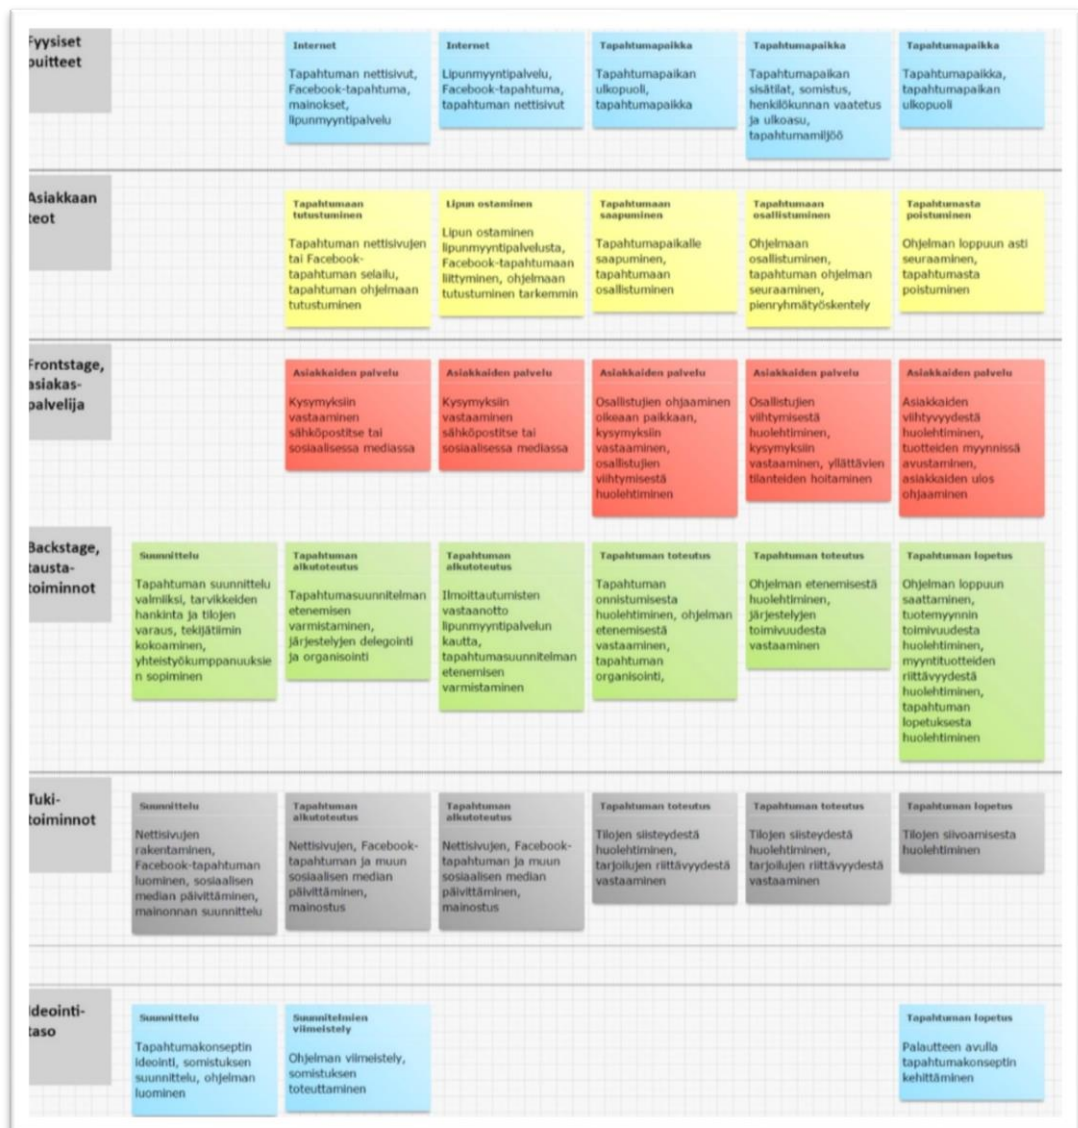 Fyysiset
puitteet
Internet
Tapahtuman nettisivut,
Facebook-tapahtuma,
mainokset,
lipunmyyntipalvelu
Internet
Lipunmyyntipalvelu,
Facebook-tapahtuma,
tapahtuman nettisivut
Tapahtumapaikka
Tapahtumapaikan
ulkopuoli,
tapahtumapaikka
Tapahtumapaikka
Tapahtumapaikan
sisätilat, somistus,
henkilökunnan vaatetus
ja ulkoasu,
tapahtumamiljöö
Tapahtumapaikka
Tapahtumapaikka,
tapahtumapaikan
ulkopuoli
Asiakkaan
teot
Tapahtumaan
tutustuminen
Tapahtuman nettisivujen
tai Facebook-
tapahtuman selailu,
tapahtuman ohjelmaan
tutustuminen
Lipun ostaminen
Lipun ostaminen
lipunmyyntipalvelusta,
Facebook-tapahtumaan
liittyminen, ohjelmaan
tutustuminen tarkemmin
Tapahtumaan
saapuminen
Tapahtumapaikalle
saapuminen,
tapahtumaan
osallistuminen
Tapahtumaan
osallistuminen
Ohjelmaan
osallistuminen,
tapahtuman ohjelman
seuraaminen,
pienryhmätyöskentely
Tapahtumasta
poistuminen
Ohjelman loppuun asti
seuraaminen,
tapahtumasta
poistuminen
Frontstage,
asiakas-
palvelija
Asiakkaiden palvelu
Kysymyksiin
vastaaminen
sähköpostitse tai
sosiaalisessa mediassa
Asiakkaiden palvelu
Kysymyksiin
vastaaminen
sähköpostitse tai
sosiaalisessa mediassa
Asiakkaiden palvelu
Osallistujien ohjaaminen
oikeaan paikkaan,
kysymyksiin
vastaaminen,
osallistujien
viihtymisestä
huolehtiminen
Asiakkaiden palvelu
Osallistujien
viihtymisestä
huolehtiminen,
kysymyksiin
vastaaminen, yllättävien
tilanteiden hoitaminen
Asiakkaiden palvelu
Asiakkaiden
viihtyvyydestä
huolehtiminen,
tuotteiden myynnissä
avustaminen,
asiakkaiden ulos
ohjaaminen
Backstage,
tausta-
toiminnot
Suunnittelu
Tapahtuman suunnittelu
valmiiksi, tarvikkeiden
hankinta ja tilojen
varaus, tekijätiimin
kokoaminen,
yhteistyökumppanuuksie
n sopiminen
Tapahtuman
alkutoteutus
Tapahtumasuunnitelman
etenemisen
varmistaminen,
järjestelyjen delegointi
ja organisointi
Tapahtuman
alkutoteutus
Ilmoittautumisten
vastaanotto
lipunmyyntipalvelun
kautta,
tapahtumasuunnitelman
etenemisen
varmistaminen
Tapahtuman toteutus
Tapahtuman
onnistumisesta
huolehtiminen, ohjelman
etenemisestä
vastaaminen,
tapahtuman
organisointi,
Tapahtuman toteutus
Ohjelman etenemisestä
huolehtiminen,
järjestelyjen
toimivuudesta
vastaaminen
Tapahtuman lopetus
Ohjelman loppuun
saattaminen,
tuotemyynnin
toimivuudesta
huolehtiminen,
myyntituotteiden
riittävyydestä
huolehtiminen,
tapahtuman
lopetuksesta
huolehtiminen
Tuki-
toiminnot
Suunnittelu
Nettisivujen
rakentaminen,
Facebook-tapahtuman
luominen, sosiaalisen
median päivittäminen,
mainonnan suunnittelu
Tapahtuman
alkutoteutus
Nettisivujen, Facebook-
tapahtuman ja muun
sosiaalisen median
päivittäminen,
mainostus
Tapahtuman
alkutoteutus
Nettisivujen, Facebook-
tapahtuman ja muun
sosiaalisen median
päivittäminen,
mainostus
Tapahtuman toteutus
Tilojen siisteydestä
huolehtiminen,
tarjoilujen riittävyydestä
vastaaminen
Tapahtuman toteutus
Tilojen siisteydestä
huolehtiminen,
tarjoilujen riittävyydestä
vastaaminen
Tapahtuman lopetus
Tilojen siivoamisesta
huolehtiminen
Ideointi-
taso
Suunnittelu
Tapahtumakonseptin
ideointi, somistuksen
suunnittelu, ohjelman
luominen
Suunnitelmien
viimeistely
Ohjelman viimeistely,
somistuksen
toteuttaminen
Tapahtuman lopetus
Palautteen avulla
tapahtumakonseptin
kehittäminen